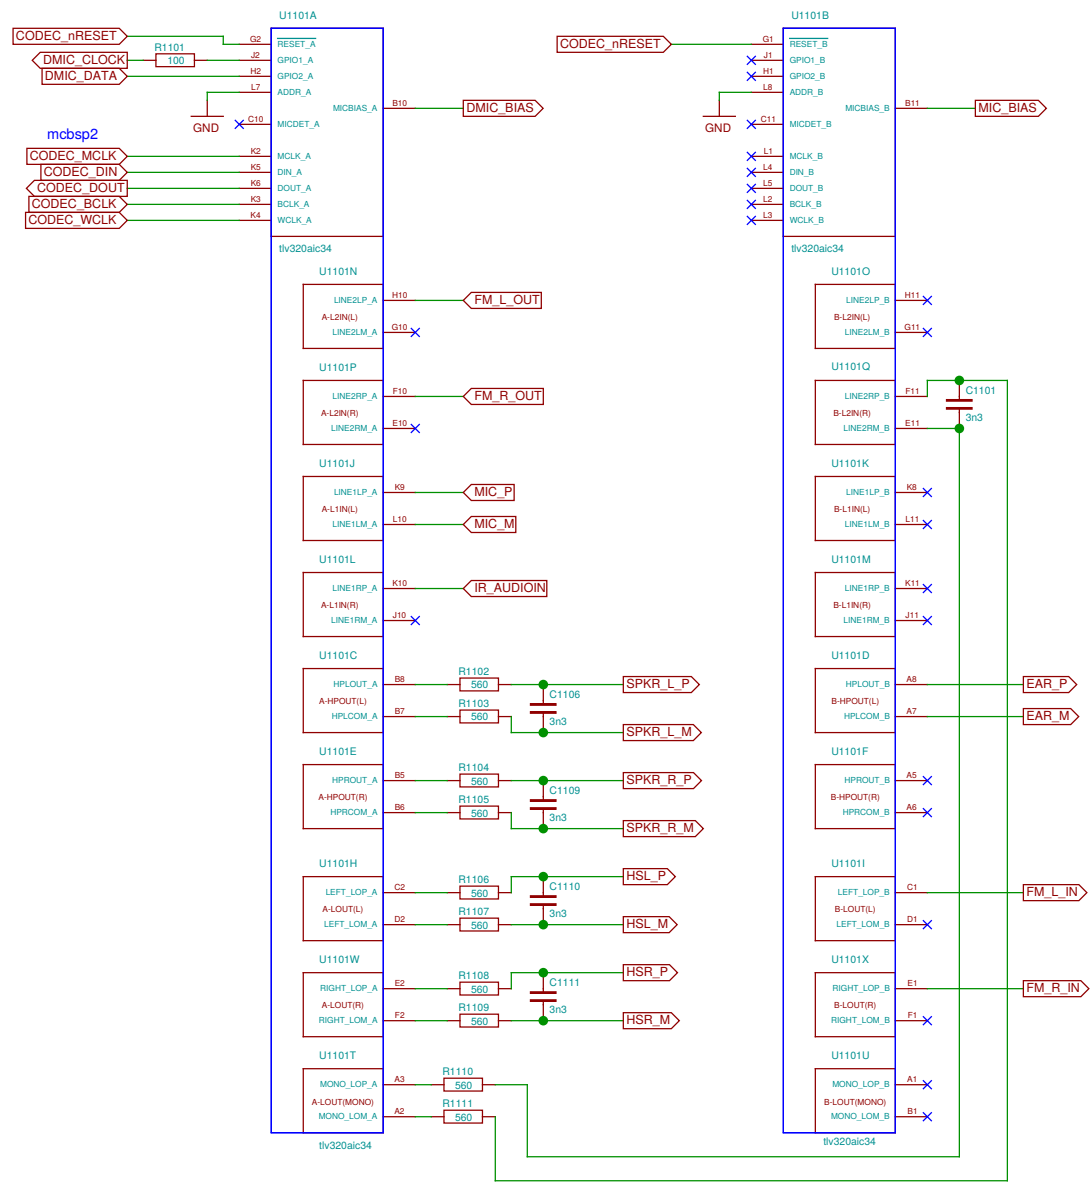 U1101A
CODEC_nRESET G2 RESET_A
R1101
DMIC_CLOCK 100 J2 GPIO1_A
DMIC_DATA H2 GPIO2_A
L7 ADDR_A
MICBIAS_A B10 DMIC_BIAS
GND
C10 MICDET_A
mcbsp2
CODEC_MCLK K2 MCLK_A
CODEC_DIN K5 DIN_A
CODEC_DOUT K6 DOUT_A
CODEC_BCLK K3 BCLK_A
CODEC_WCLK K4 WCLK_A
tlv320aic34
U1101N
LINE2LP_A H10 FM_L_OUT
A-L2IN(L)
LINE2LM_A G10
U1101P
LINE2RP_A F10 FM_R_OUT
A-L2IN(R)
LINE2RM_A E10
U1101J
LINE1LP_A K9 MIC_P
A-L1IN(L)
LINE1LM_A L10 MIC_M
U1101L
LINE1RP_A K10 IR_AUDIOIN
A-L1IN(R)
LINE1RM_A J10
U1101C
R1102
HPLOUT_A B8 560 SPKR_L_P
A-HPOUT(L)
C1106
R1103
HPLCOM_A B7 560 3n3
SPKR_L_M
U1101E
R1104
HPROUT_A B5 560 SPKR_R_P
A-HPOUT(R)
C1109
R1105
HPRCOM_A B6 560 3n3
SPKR_R_M
U1101H
HSL_P
R1106
LEFT_LOP_A C2 560 C1110
A-LOUT(L)
R1107
3n3
LEFT_LOM_A D2 560 HSL_M
U1101W
HSR_P
R1108
RIGHT_LOP_A E2 560 C1111
A-LOUT(R)
R1109
3n3
RIGHT_LOM_A F2 560 HSR_M
U1101T
R1110
MONO_LOP_A A3 560
A-LOUT(MONO)
R1111
MONO_LOM_A A2 560
tlv320aic34
U1101B
CODEC_nRESET G1 RESET_B
J1 GPIO1_B
H1 GPIO2_B
L8 ADDR_B
MICBIAS_B B11 MIC_BIAS
GND
C11 MICDET_B
L1 MCLK_B
L4 DIN_B
L5 DOUT_B
L2 BCLK_B
L3 WCLK_B
tlv320aic34
U1101O
LINE2LP_B H11
B-L2IN(L)
LINE2LM_B G11
U1101Q
LINE2RP_B F11
C1101
B-L2IN(R)
3n3
LINE2RM_B E11
U1101K
LINE1LP_B K8
B-L1IN(L)
LINE1LM_B L11
U1101M
LINE1RP_B K11
B-L1IN(R)
LINE1RM_B J11
U1101D
HPLOUT_B A8 EAR_P
B-HPOUT(L)
HPLCOM_B A7 EAR_M
U1101F
HPROUT_B A5
B-HPOUT(R)
HPRCOM_B A6
U1101I
LEFT_LOP_B C1 FM_L_IN
B-LOUT(L)
LEFT_LOM_B D1
U1101X
RIGHT_LOP_B E1 FM_R_IN
B-LOUT(R)
RIGHT_LOM_B F1
U1101U
MONO_LOP_B A1
B-LOUT(MONO)
MONO_LOM_B B1
tlv320aic34